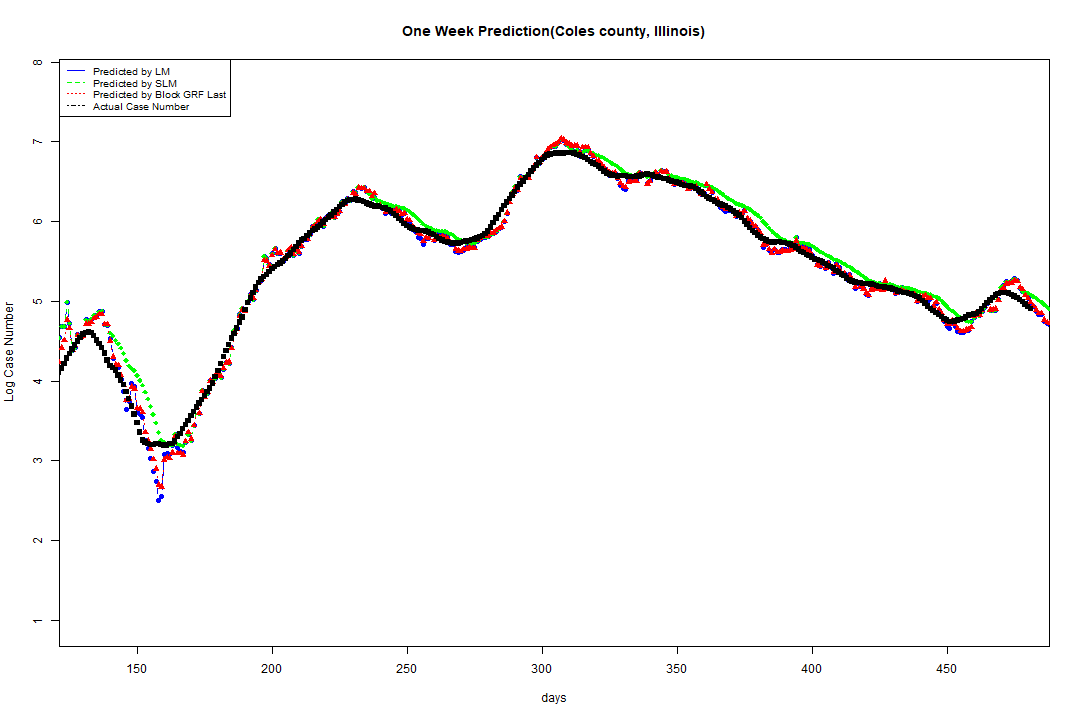 One Week Prediction(Coles county, Illinois)
Predicted by LM
Predicted by SLM
Predicted by Block GRF Last
Actual Case Number
8
7
6
5
4
3
2
1
Log Case Number
150 200 250 300 350 400 450
days